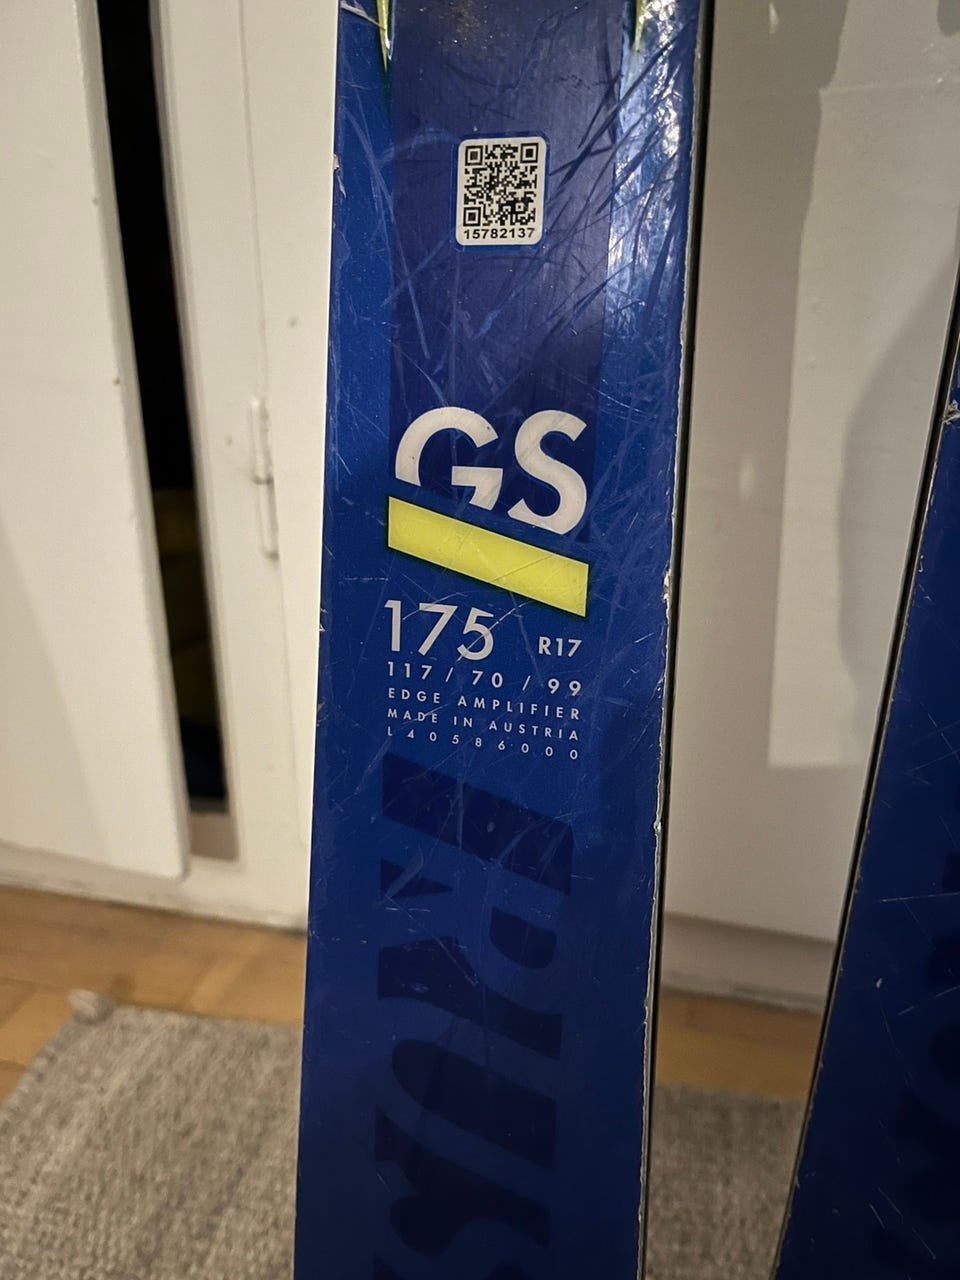 15782137
GS
175 R17
117 / 70 / 99
EDGE AMPLIFIER
MADE IN AUSTRIA
L40586000